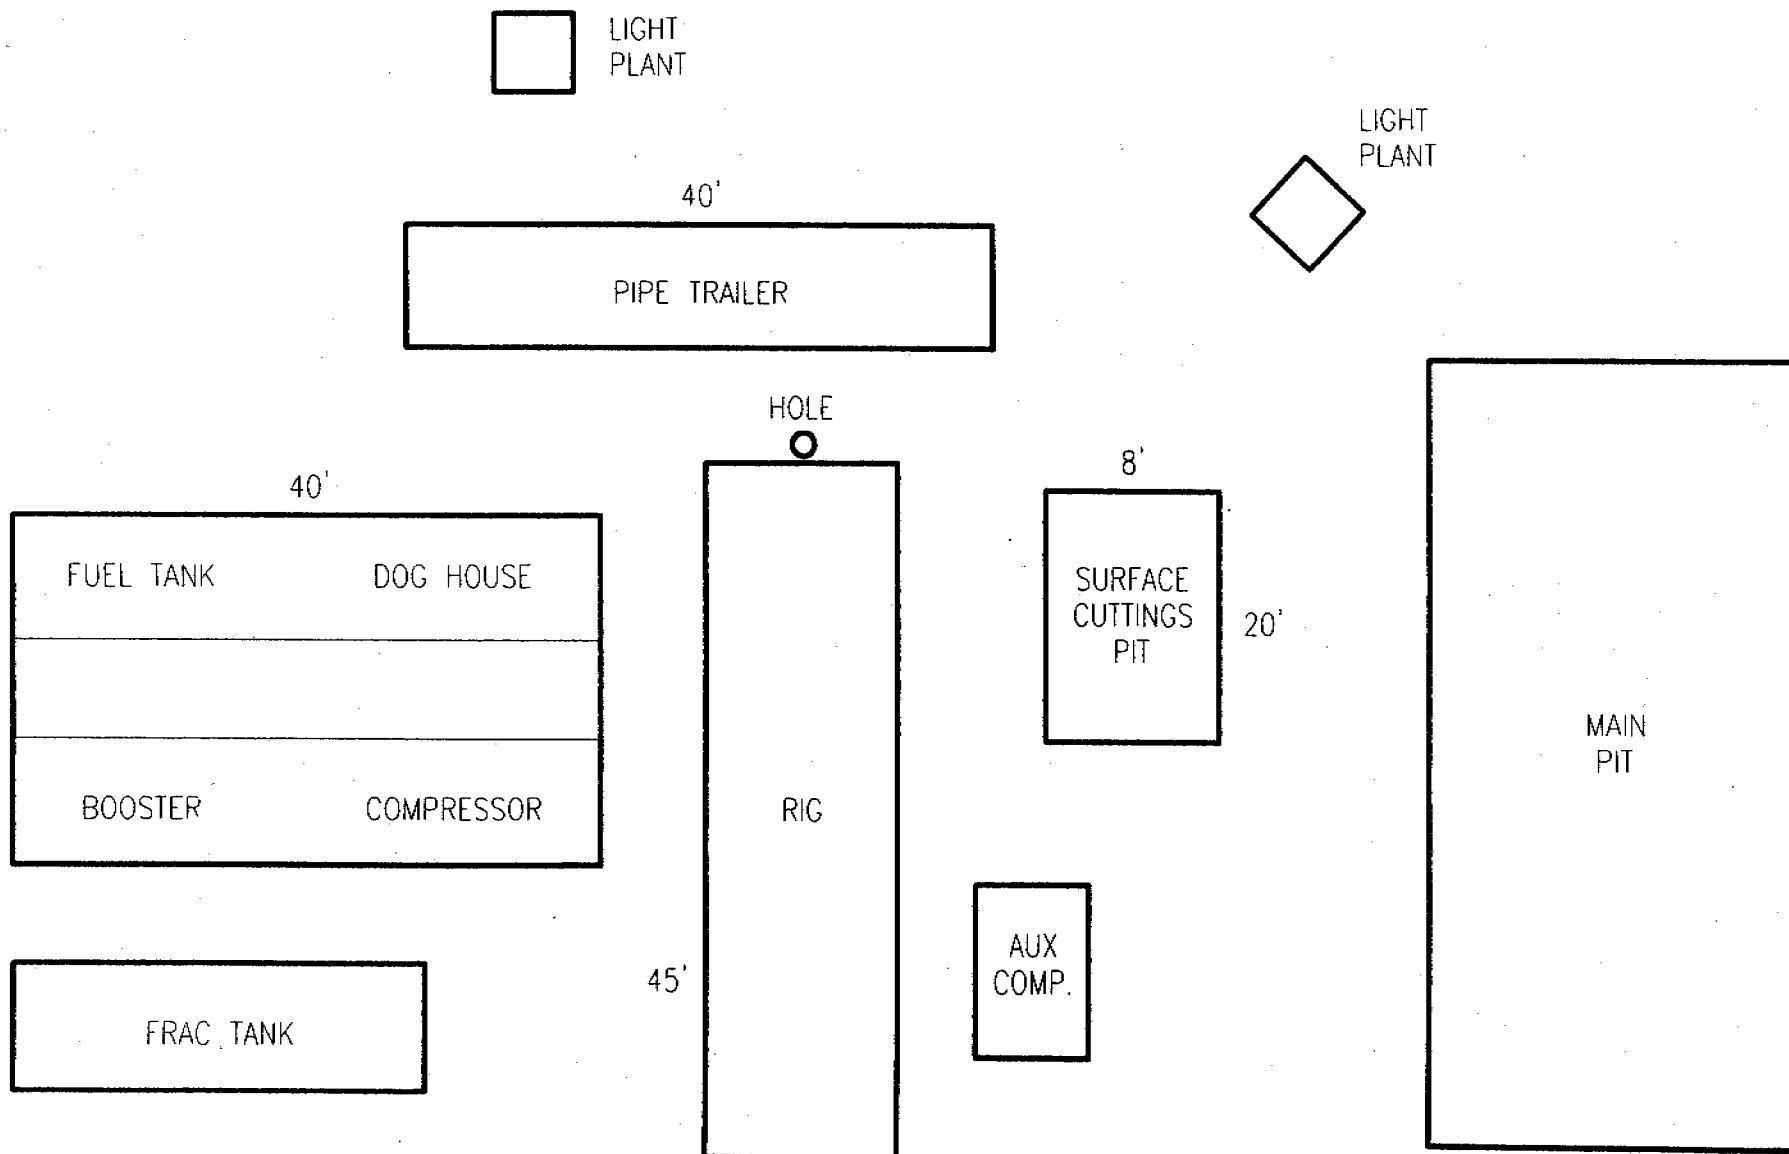 LIGHT
PLANT
LIGHT
PLANT
40'
PIPE TRAILER
HOLE
8'
40'
FUEL TANK DOG HOUSE
SURFACE
CUTTINGS
PIT
20'
MAIN
PIT
BOOSTER COMPRESSOR
RIG
AUX
COMP.
45'
FRAC TANK